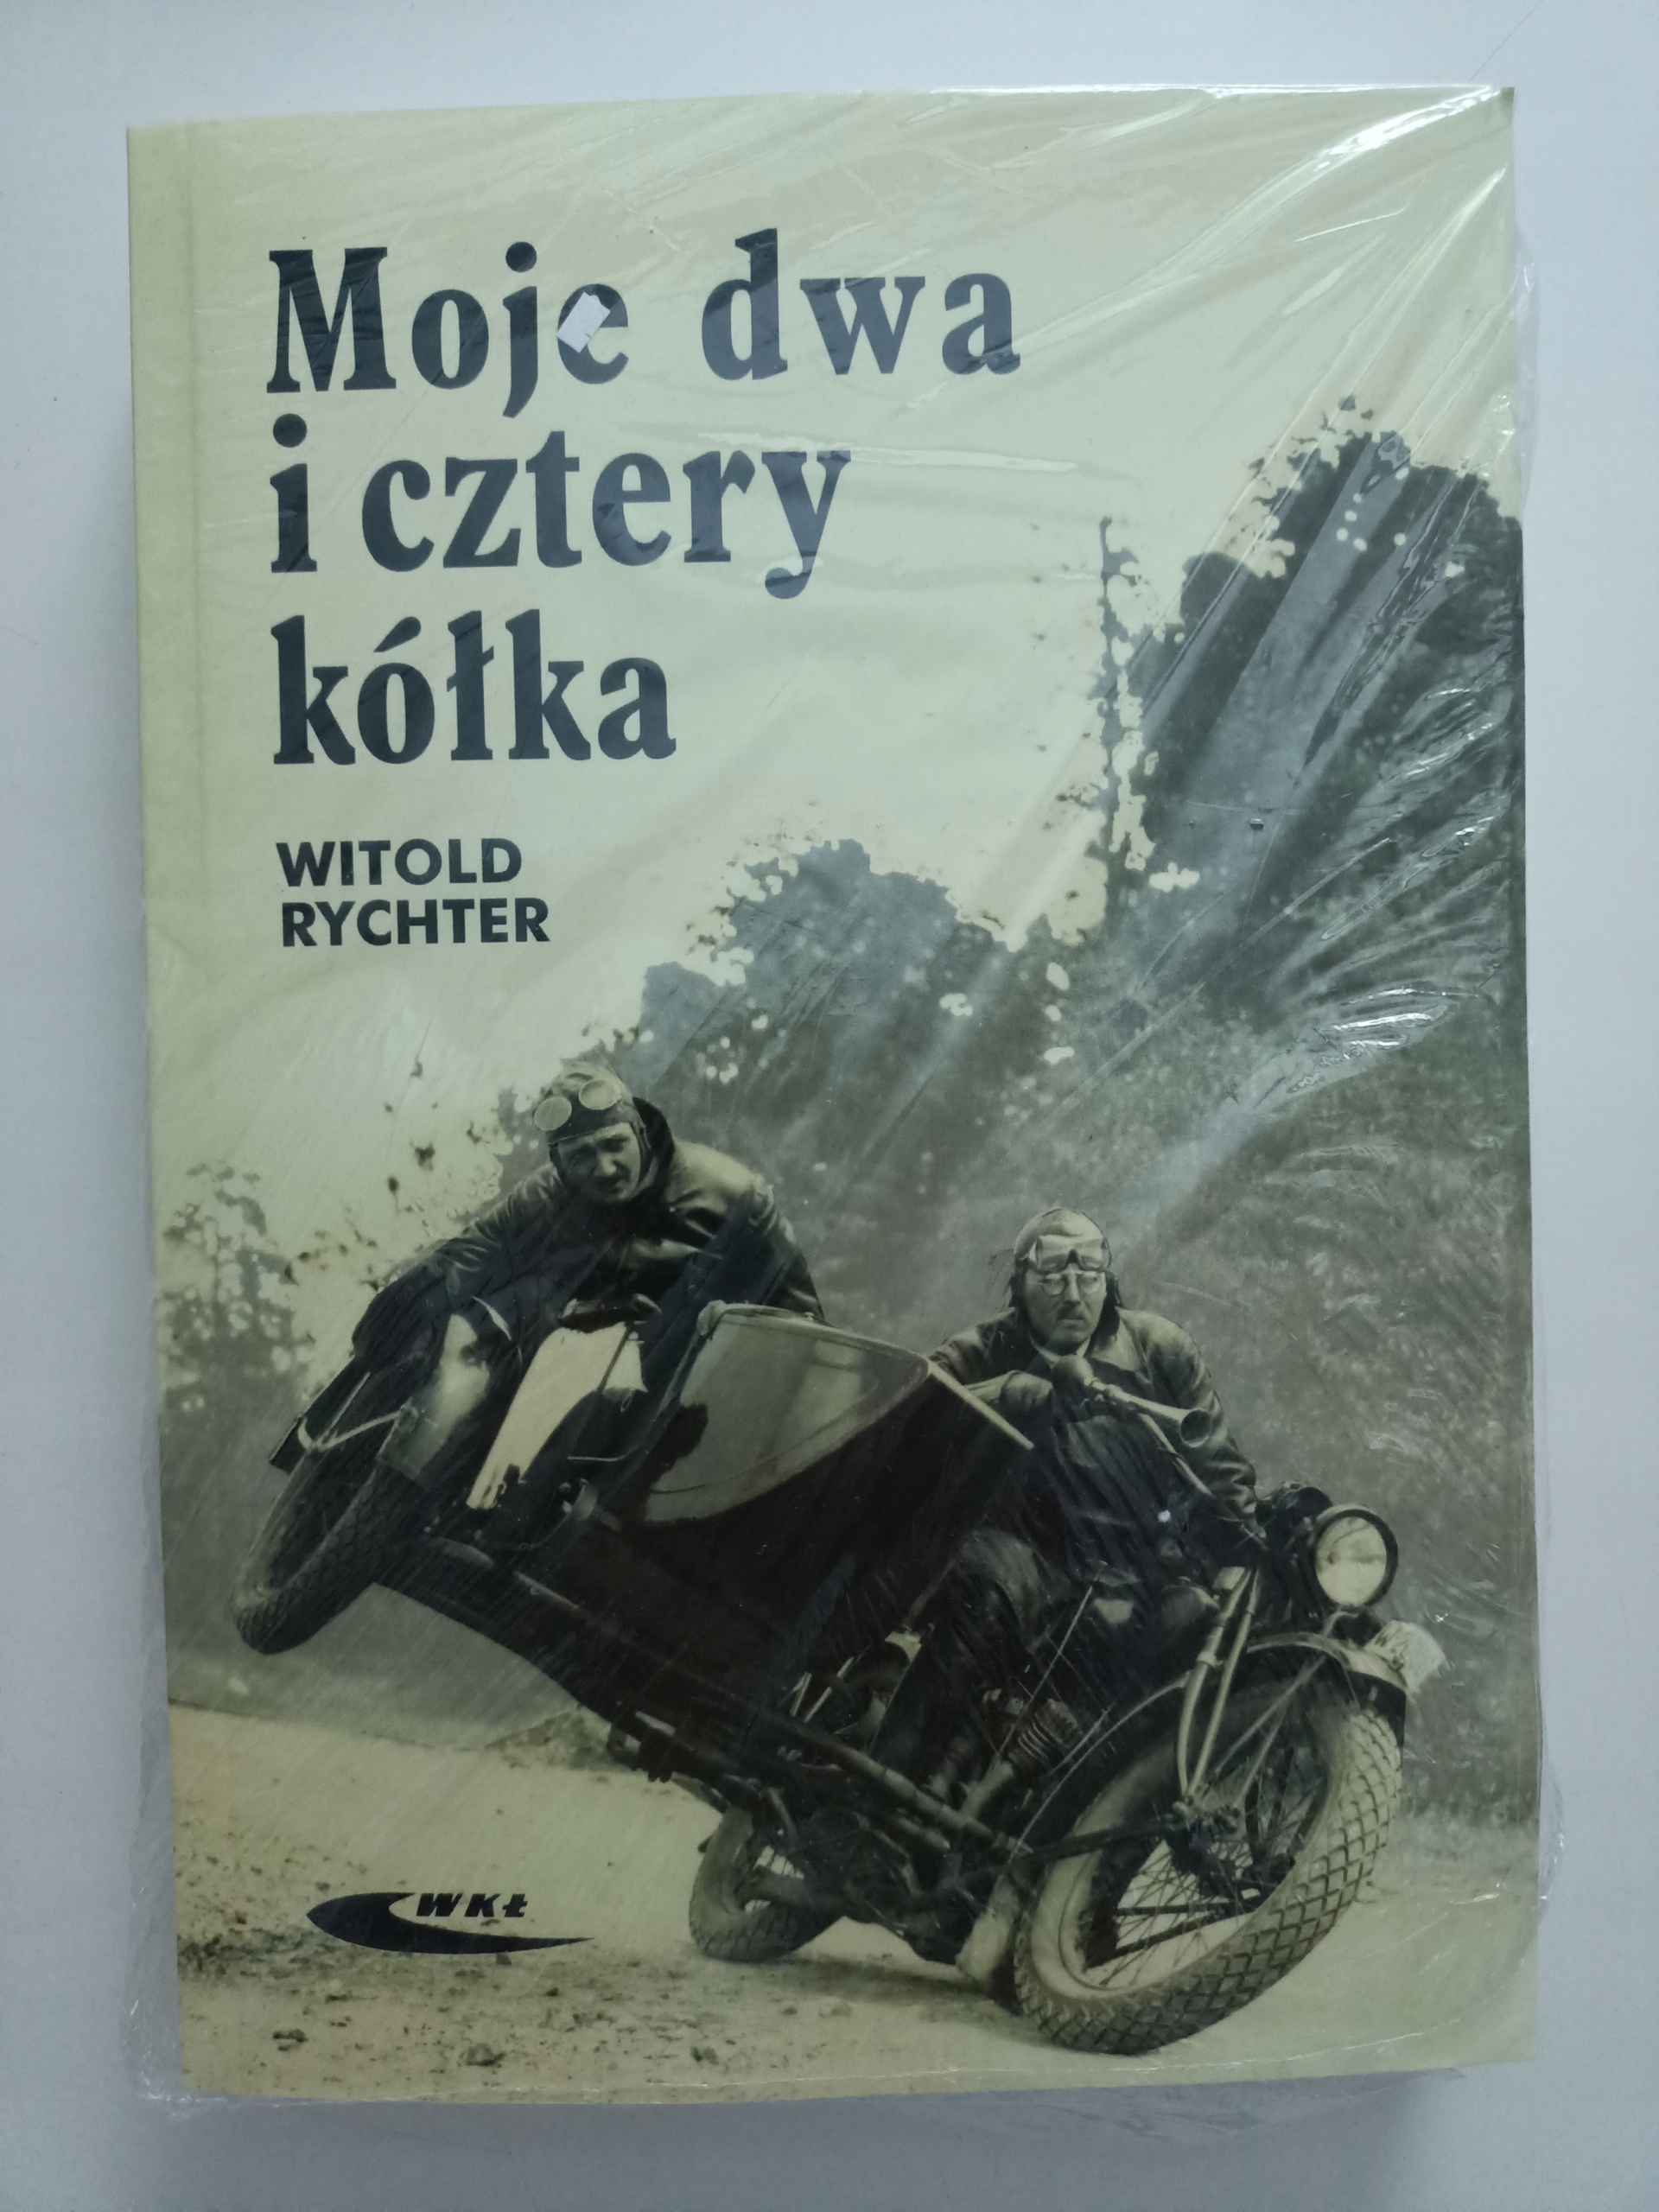 Moje dwa
i cztery
kółka
WITOLD
RYCHTER
WKŁ